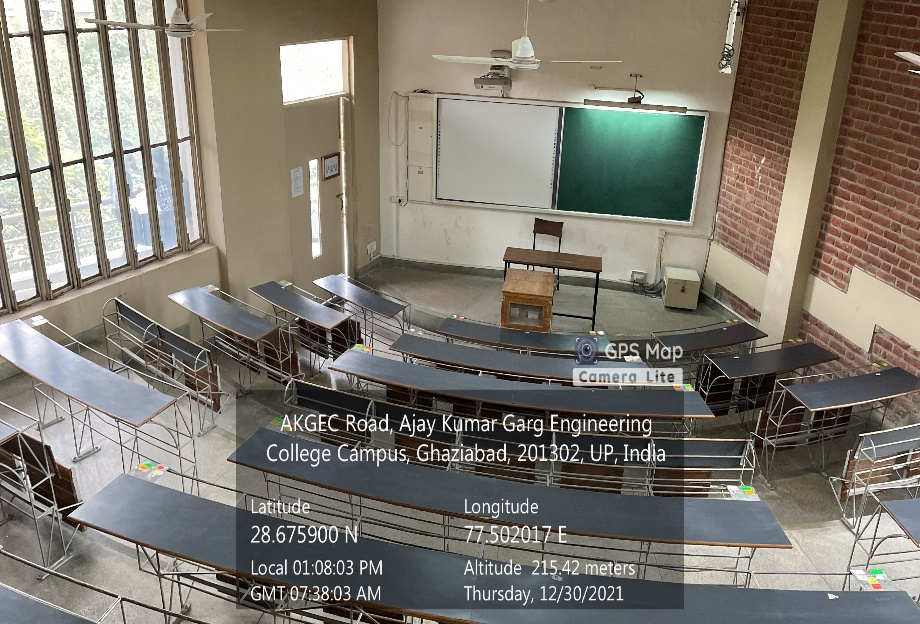 GPS Map
Camera Lite
AKGEC Road, Ajay Kumar Garg Engineering
College Campus, Ghaziabad, 201302, UP, India
Latitude
Longitude
28.675900 N
77.502017 E
Local 01:08:03 PM
Altitude 215.42 meters
GMT 07:38:03 AM
Thursday, 12/30/2021